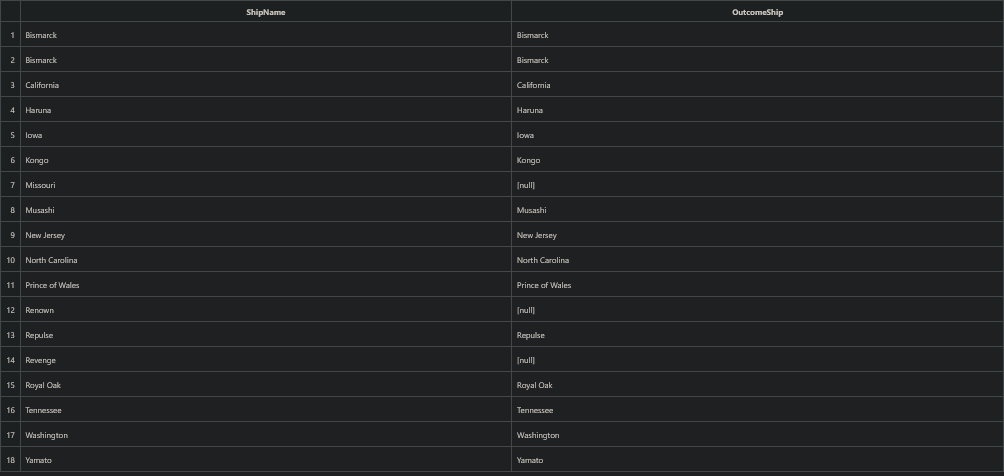 ShipName OutcomeShip
1 Bismarck Bismarck
2 Bismarck Bismarck
3 California California
4 Haruna Haruna
5 Iowa Iowa
6 Kongo Kongo
7 Missouri [null]
8 Musashi Musashi
9 New Jersey New Jersey
10 North Carolina North Carolina
11 Prince of Wales Prince of Wales
12 Renown [null]
13 Repulse Repulse
14 Revenge [null]
15 Royal Oak Royal Oak
16 Tennessee Tennessee
17 Washington Washington
18 Yamato Yamato